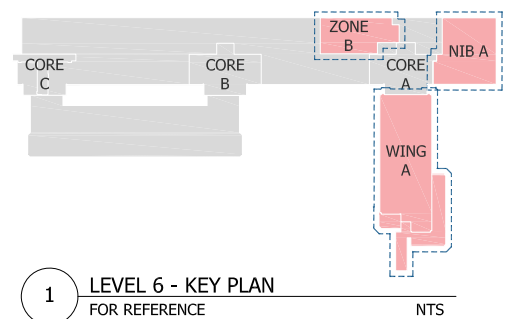 ZONE
B
NIB A
CORE
C
CORE
B
CORE
A
WING
A
1
LEVEL 6 - KEY PLAN
FOR REFERENCE
NTS